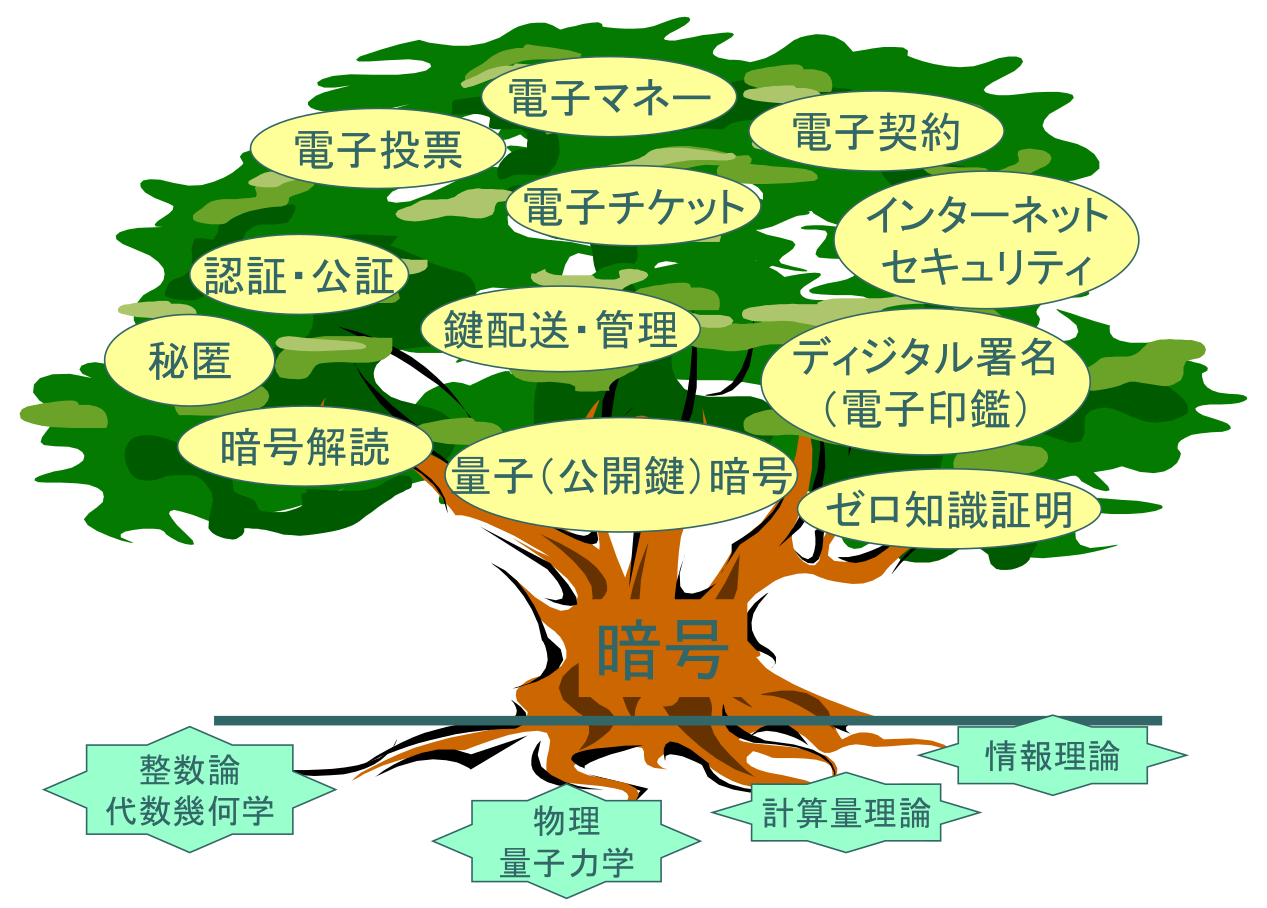 電子マネー
電子投票
電子契約
電子チケット
インターネット
セキュリティ
認証・公証
鍵配送・管理
秘匿
ディジタル署名
（電子印鑑）
暗号解読
量子（公開鍵）暗号
ゼロ知識証明
暗号
整数論
代数幾何学
物理
量子力学
計算量理論
情報理論